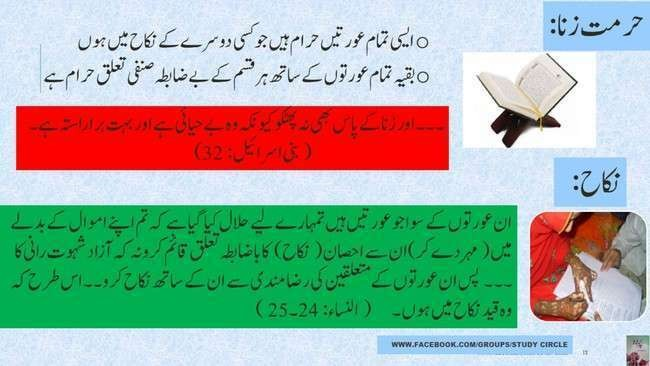 حرمت زنا:
o ایسی تمام عورتیں حرام ہیں جو کسی دوسرے کے نکاح میں ہوں
o بقیہ تمام عورتوں کے ساتھ ہر قسم کے بے ضابطہ صنفی تعلق حرام ہے
۔۔۔اور زنا کے پاس بھی نہ پھٹکو کیونکہ وہ بے حیائی ہے اور بہت برا راستہ ہے۔
(بنی اسرائیل: 32)
نکاح:
ان عورتوں کے سوا جو عورتیں ہیں تمہارے لیے حلال کیا گیا ہے کہ تم اپنے اموال کے بدلے
میں (مہر دے کر) ان سے احصان (نکاح) کا باضابطہ تعلق قائم کرو نہ کہ آزاد شہوت رانی کا
۔۔۔ پس ان عورتوں کے متعلقین کی رضا مندی سے ان کے ساتھ نکاح کرو۔۔اس طرح کہ
وہ قید نکاح میں ہوں۔ (النساء: 24۔25)
WWW.FACEBOOK.COM/GROUPS/STUDY CIRCLE